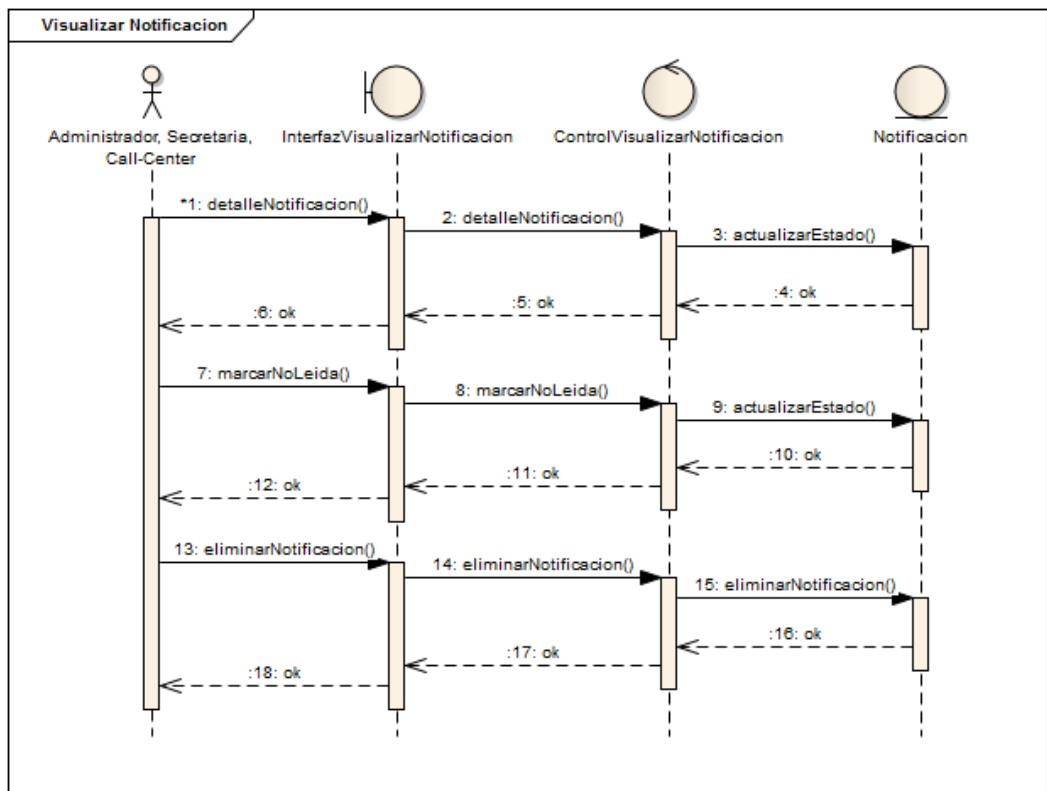 Visualizar Notificacion
Administrador, Secretaria,
Call-Center
InterfazVisualizarNotificacion
ControlVisualizarNotificacion
Notificacion
*1: detalleNotificacion()
2: detalleNotificacion()
3: actualizarEstado()
:4: ok
:5: ok
:6: ok
7: marcarNoLeida()
8: marcarNoLeida()
9: actualizarEstado()
:10: ok
:11: ok
:12: ok
13: eliminarNotificacion()
14: eliminarNotificacion()
15: eliminarNotificacion()
:16: ok
:17: ok
:18: ok